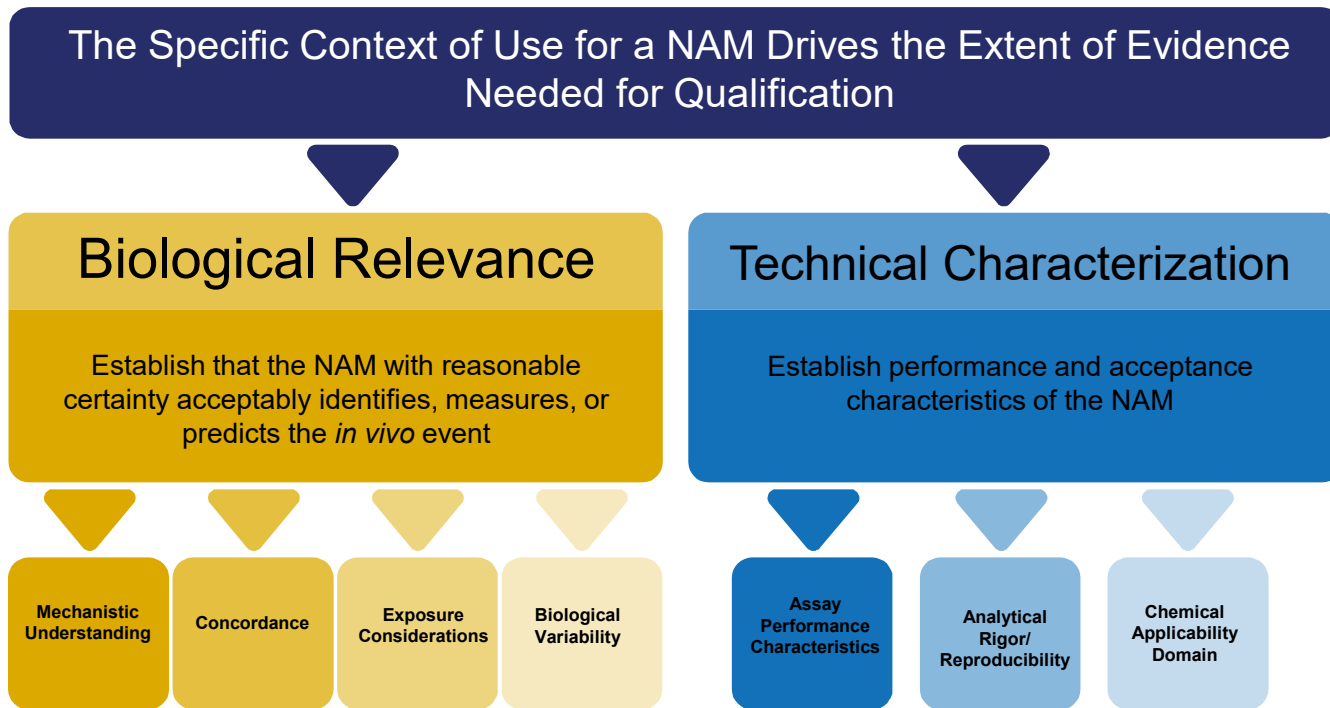 The Specific Context of Use for a NAM Drives the Extent of Evidence
Needed for Qualification
Biological Relevance
Establish that the NAM with reasonable
certainty acceptably identifies, measures, or
predicts the in vivo event
Mechanistic
Understanding
Concordance
Exposure
Considerations
Biological
Variability
Technical Characterization
Establish performance and acceptance
characteristics of the NAM
Assay
Performance
Characteristics
Analytical
Rigor/
Reproducibility
Chemical
Applicability
Domain